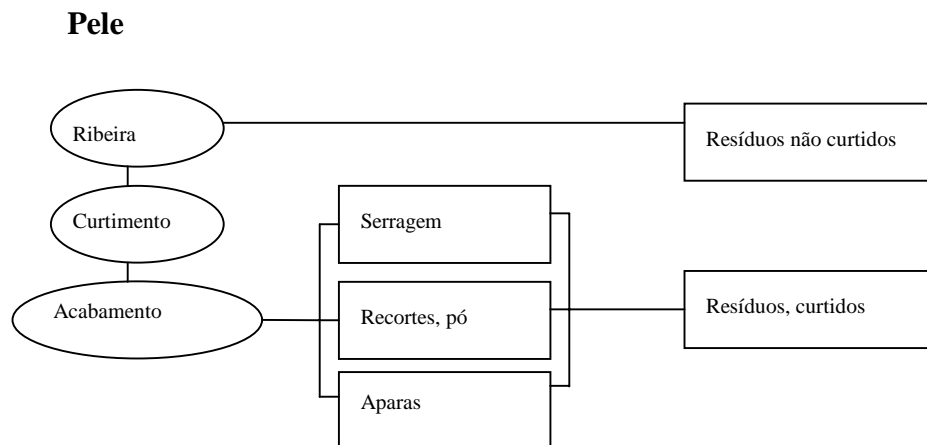 Pele
Ribeira
Resíduos não curtidos
Curtimento
Serragem
Acabamento
Recortes, pó
Resíduos, curtidos
Aparas